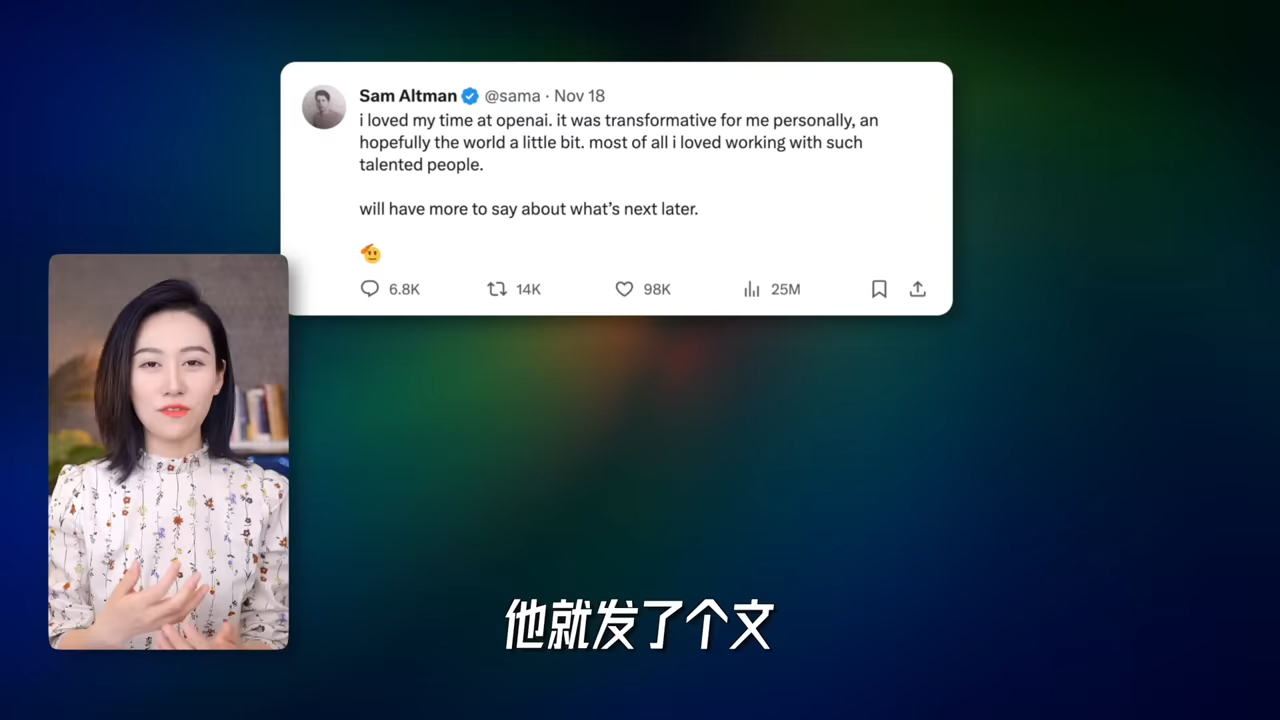 Sam Altman @sama · Nov 18
i loved my time at openai. it was transformative for me personally, an
hopefully the world a little bit. most of all i loved working with such
talented people.
will have more to say about what’s next later.
🫡
6.8K 14K 98K 25M
他就发了个文